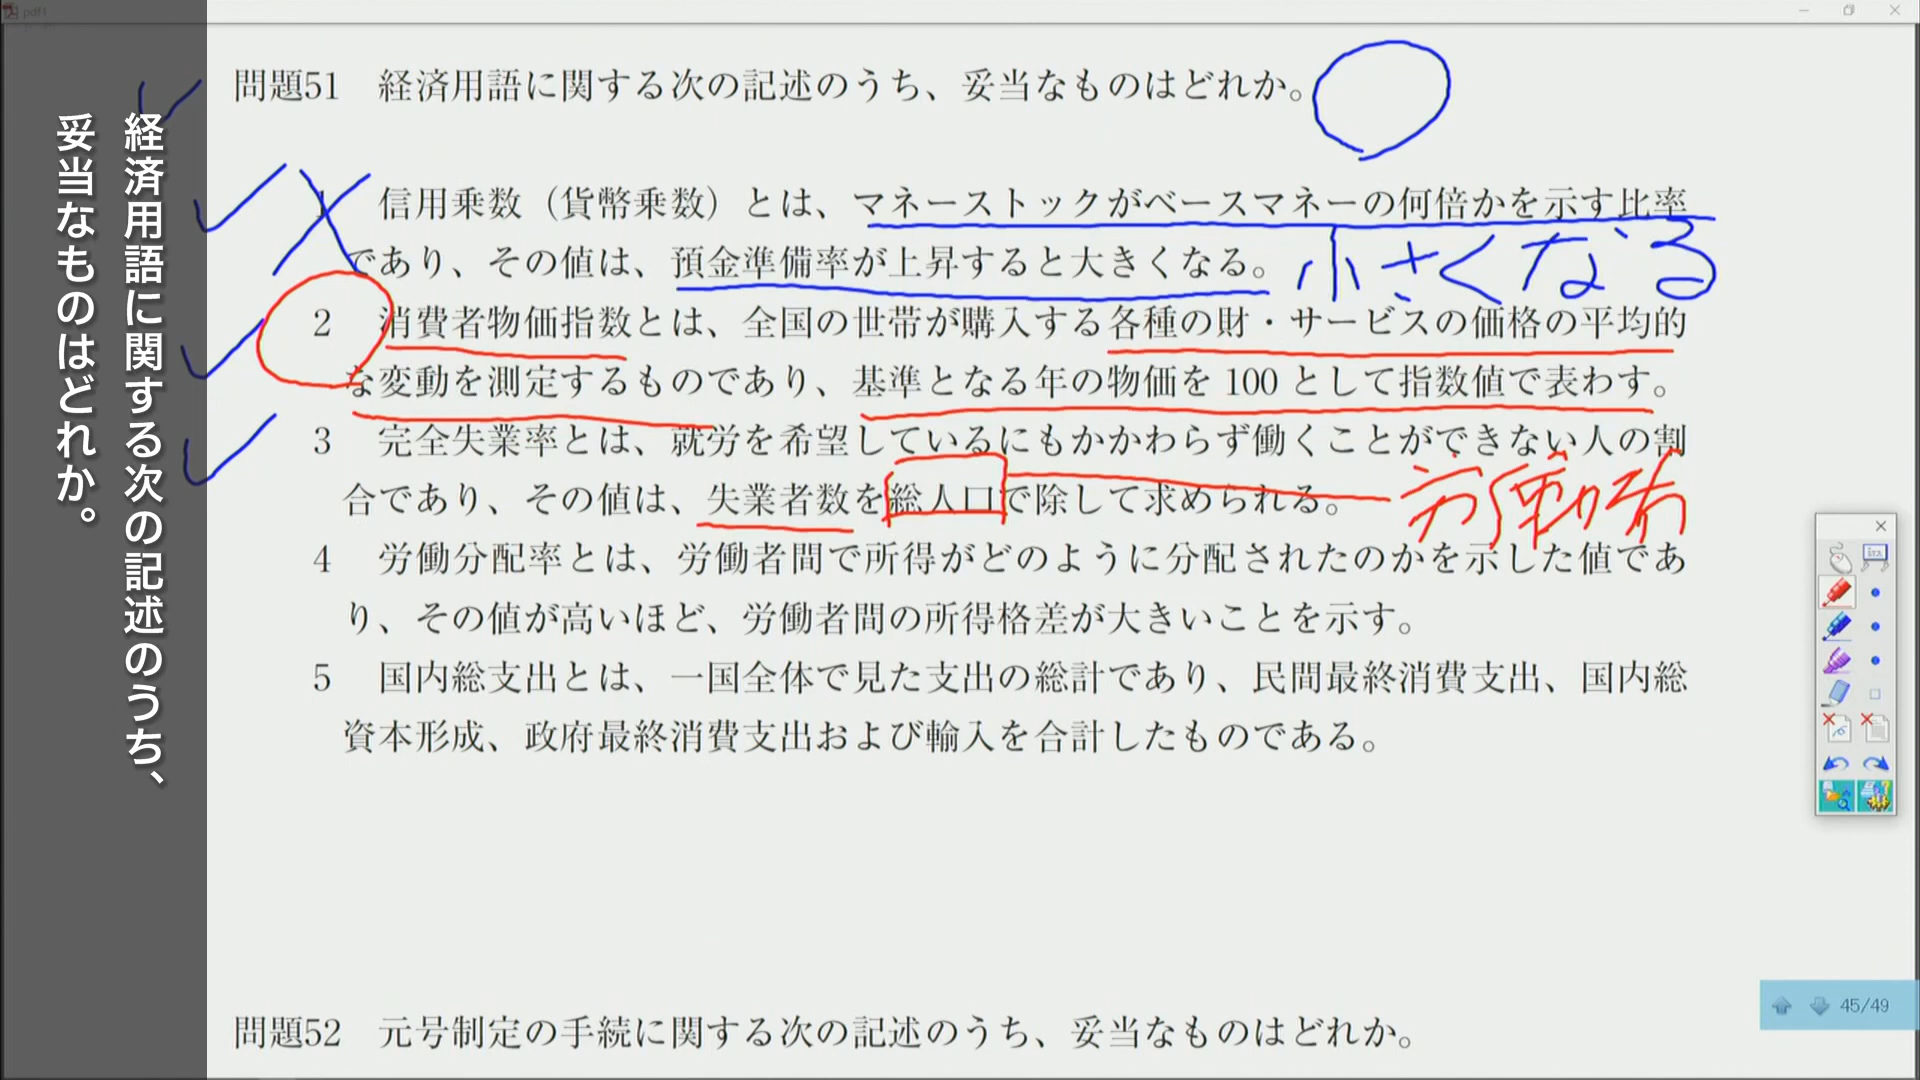 pdf1
経済用語に関する次の記述のうち、
妥当なものはどれか。
問題51 経済用語に関する次の記述のうち、妥当なものはどれか。
1 信用乗数（貨幣乗数）とは、マネーストックがベースマネーの何倍かを示す比率
であり、その値は、預金準備率が上昇すると大きくなる。 小さくなる
2 消費者物価指数とは、全国の世帯が購入する各種の財・サービスの価格の平均的
な変動を測定するものであり、基準となる年の物価を 100 として指数値で表わす。
3 完全失業率とは、就労を希望しているにもかかわらず働くことができない人の割
合であり、その値は、失業者数を総人口で除して求められる。 労働者
4 労働分配率とは、労働者間で所得がどのように分配されたのかを示した値であ
り、その値が高いほど、労働者間の所得格差が大きいことを示す。
5 国内総支出とは、一国全体で見た支出の総計であり、民間最終消費支出、国内総
資本形成、政府最終消費支出および輸入を合計したものである。
45/49
問題52 元号制定の手続に関する次の記述のうち、妥当なものはどれか。